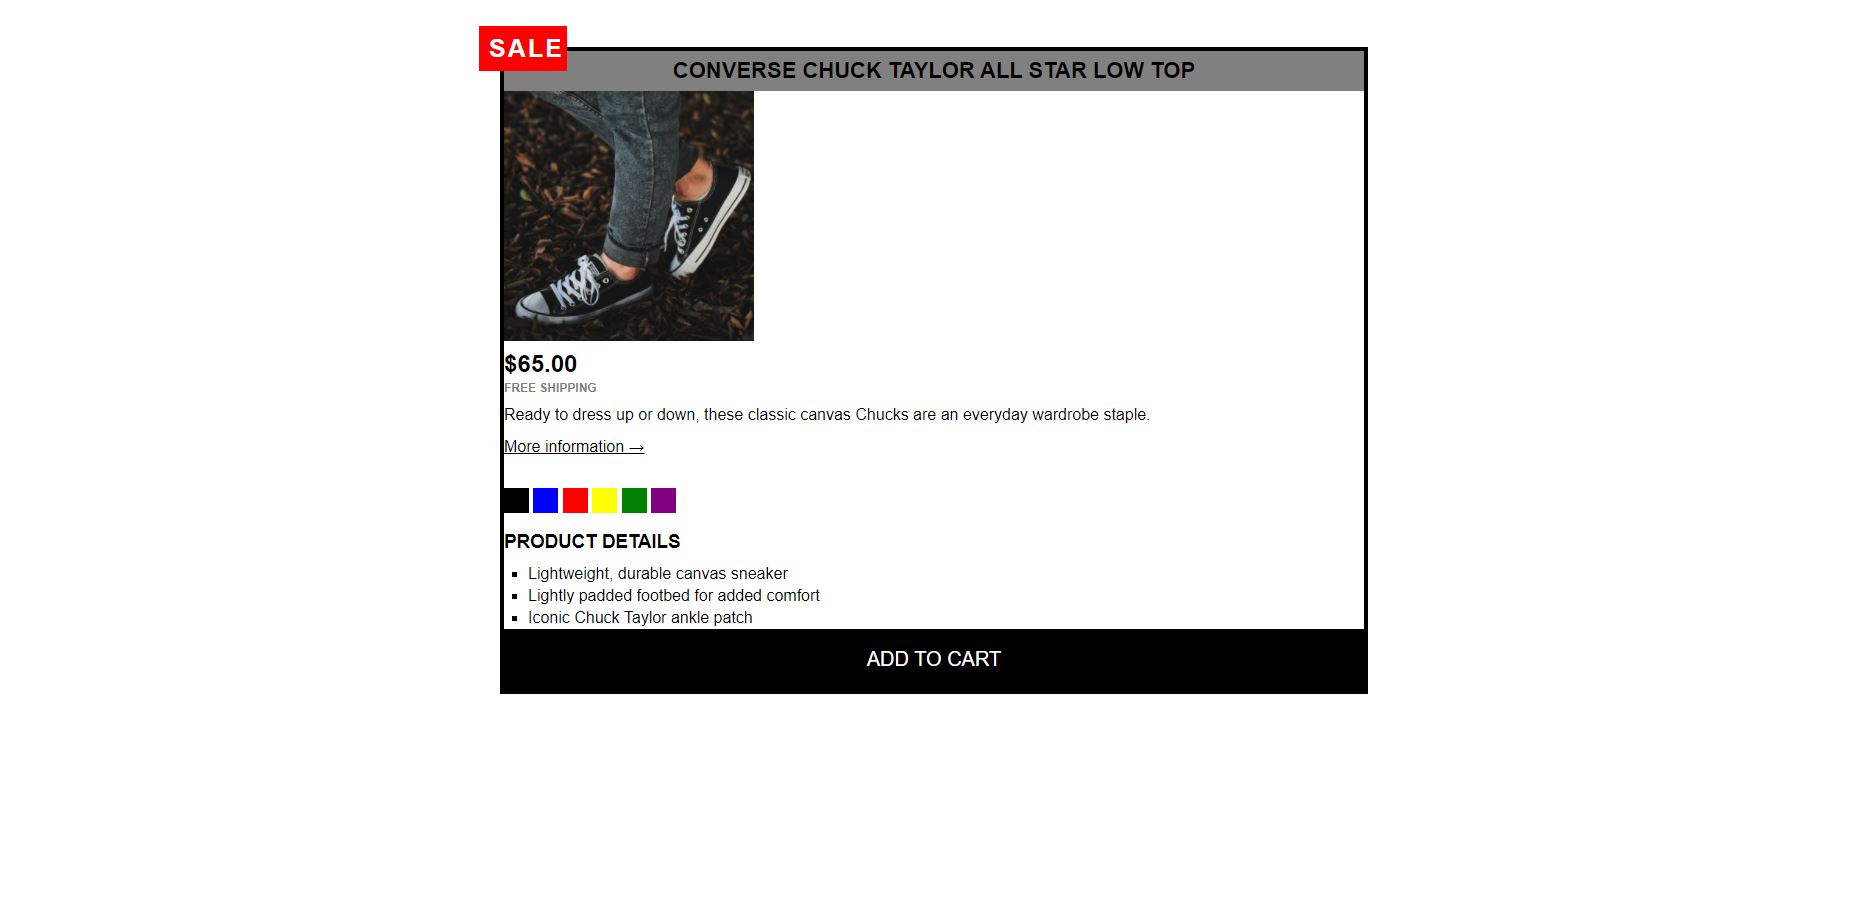 SALE
CONVERSE CHUCK TAYLOR ALL STAR LOW TOP
$65.00
FREE SHIPPING
Ready to dress up or down, these classic canvas Chucks are an everyday wardrobe staple.
More information →
PRODUCT DETAILS
Lightweight, durable canvas sneaker
Lightly padded footbed for added comfort
Iconic Chuck Taylor ankle patch
ADD TO CART